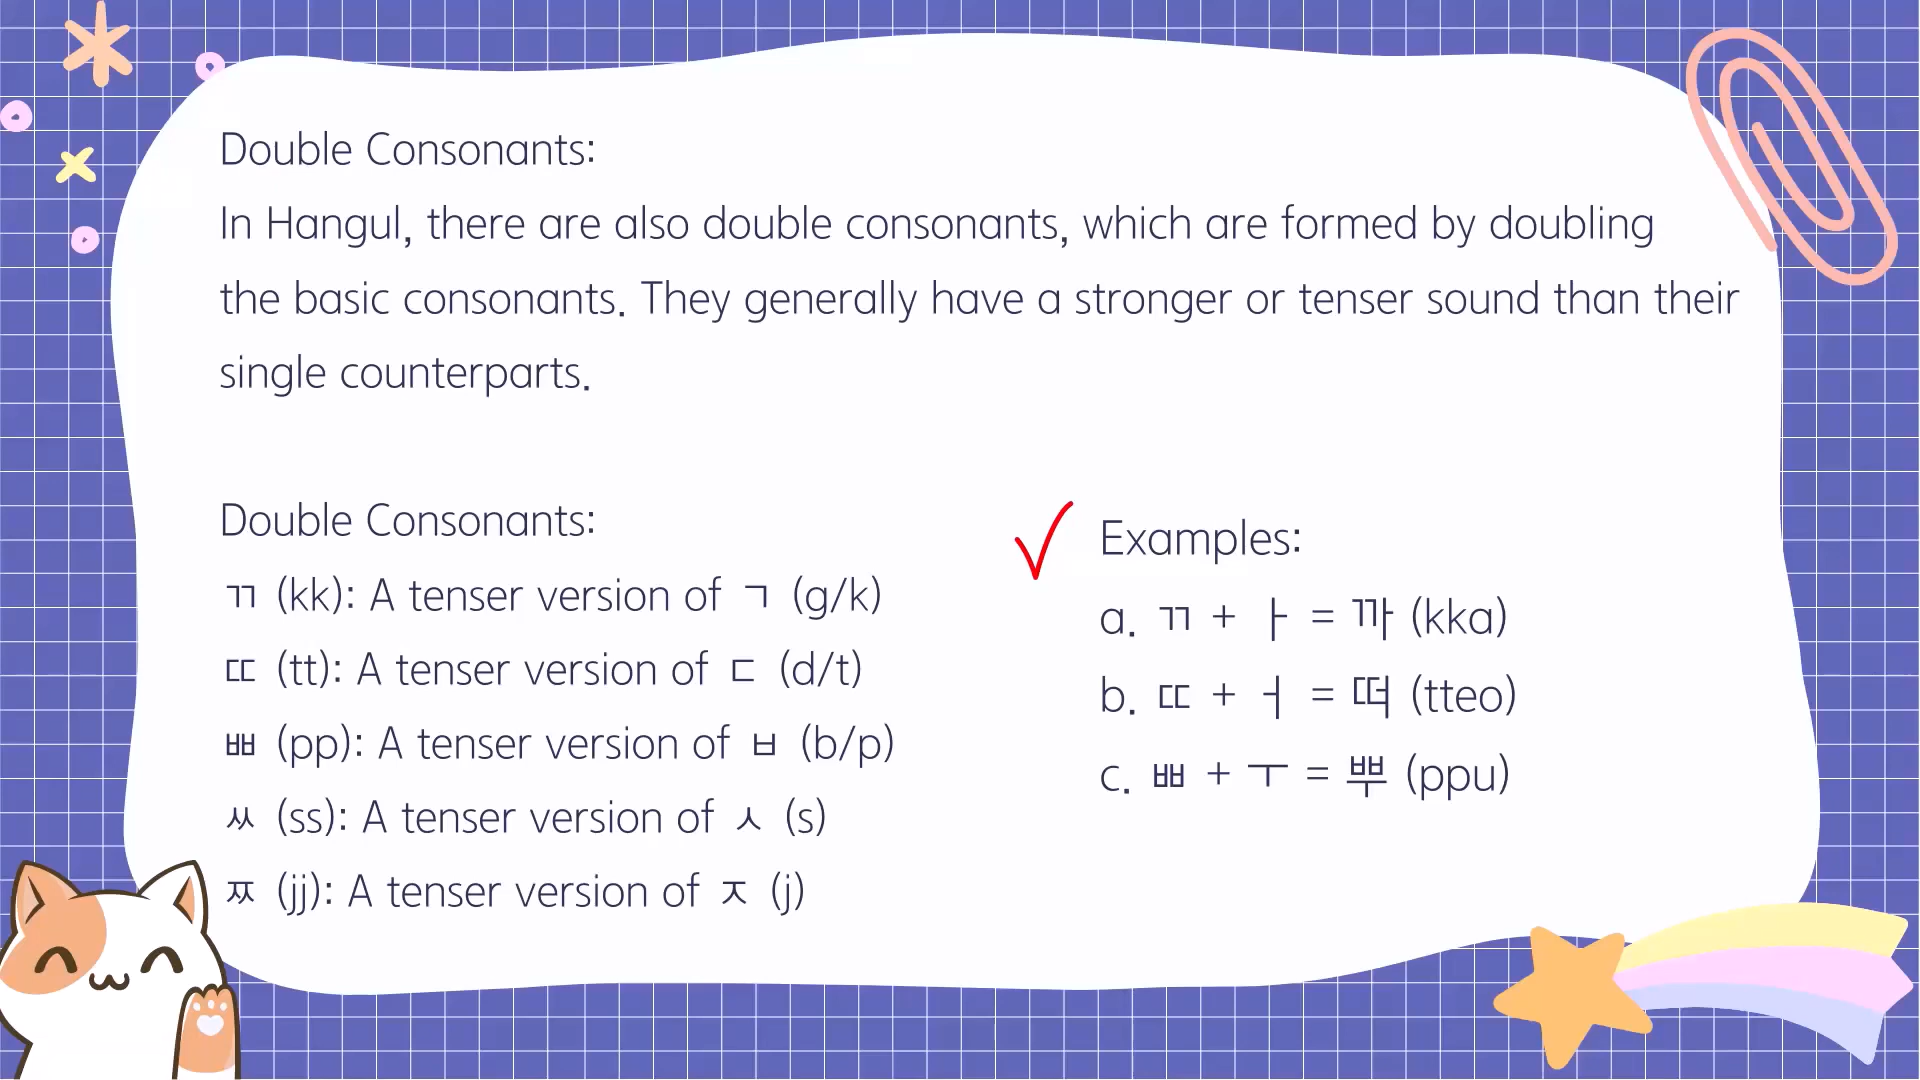 Double Consonants:
In Hangul, there are also double consonants, which are formed by doubling
the basic consonants. They generally have a stronger or tenser sound than their
single counterparts.
Double Consonants:
ㄲ (kk): A tenser version of ㄱ (g/k)
ㄸ (tt): A tenser version of ㄷ (d/t)
ㅃ (pp): A tenser version of ㅂ (b/p)
ㅆ (ss): A tenser version of ㅅ (s)
ㅉ (jj): A tenser version of ㅈ (j)
Examples:
a. ㄲ + ㅏ = 까 (kka)
b. ㄸ + ㅓ = 떠 (tteo)
c. ㅃ + ㅜ = 뿌 (ppu)